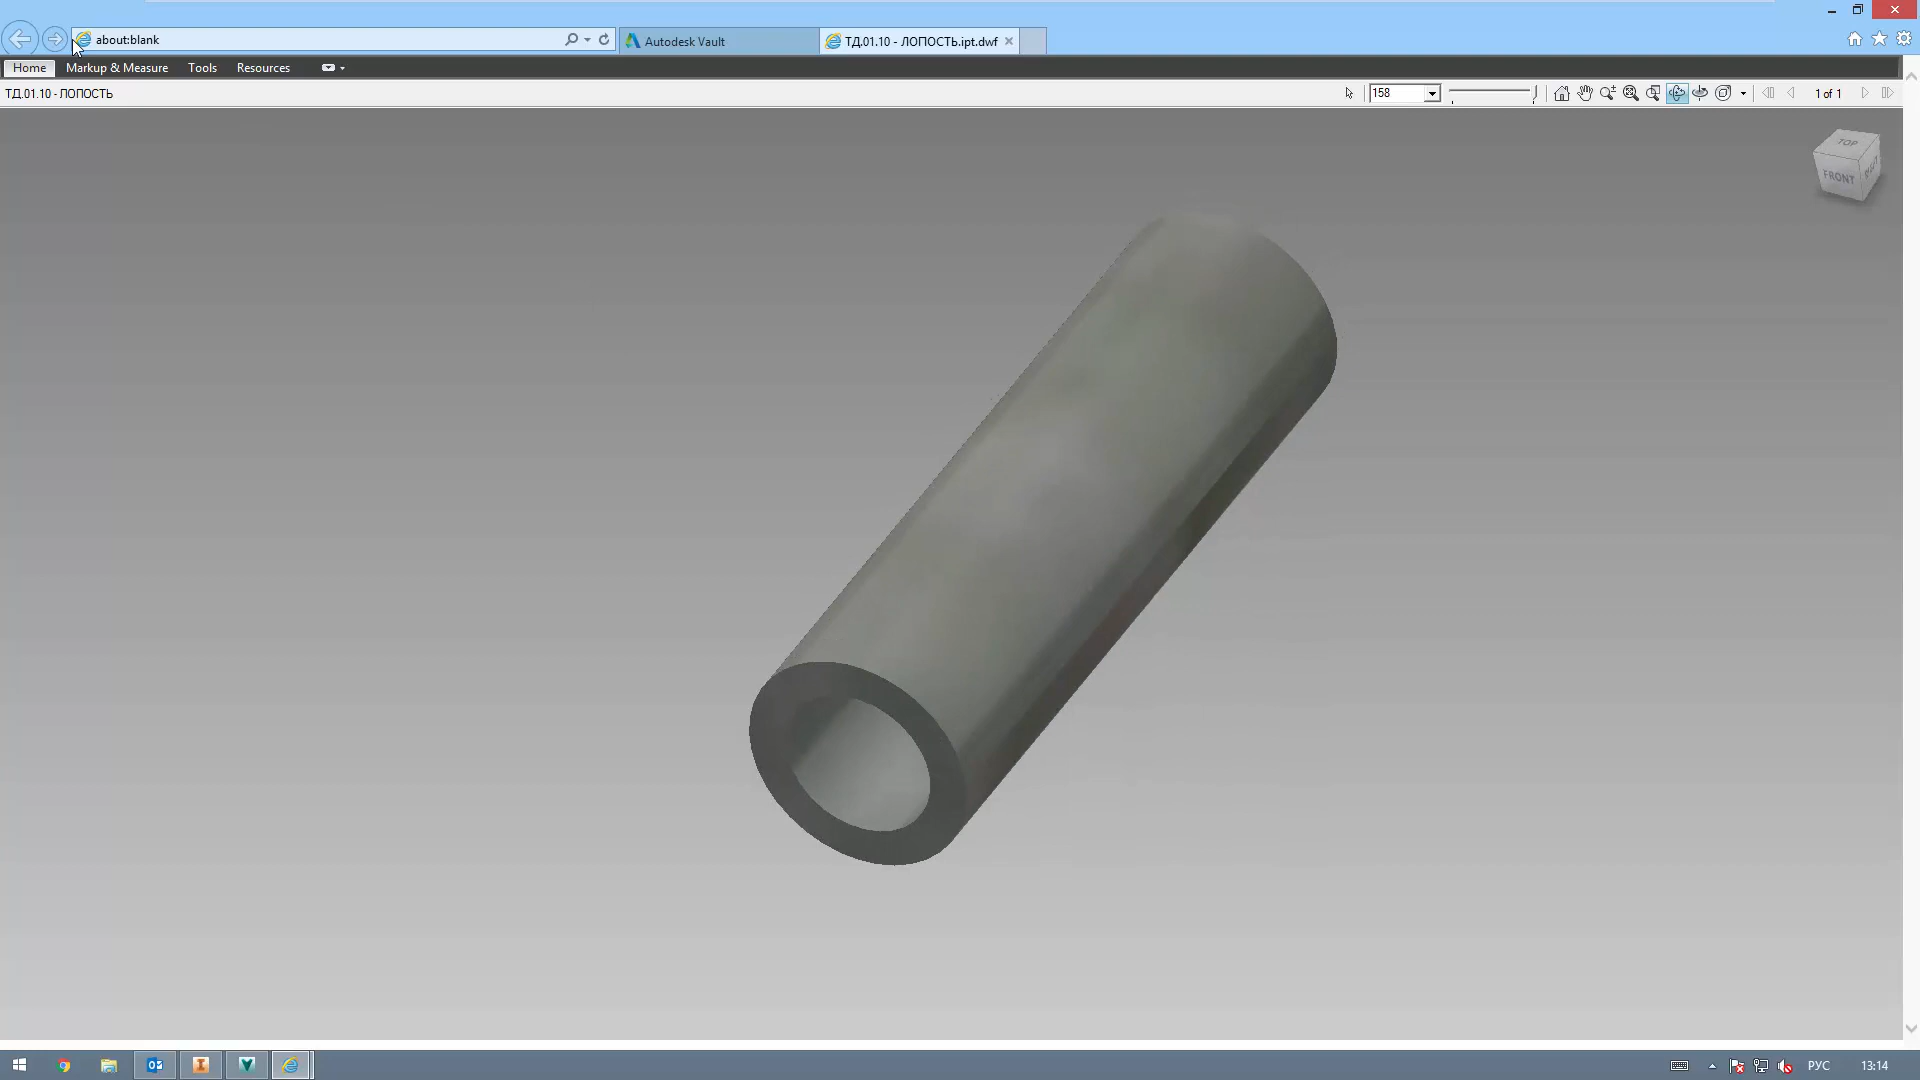 about:blank
Autodesk Vault
ТД.01.10 - ЛОПОСТЬ.ipt.dwf
Home
Markup & Measure
Tools
Resources
ТД.01.10 - ЛОПОСТЬ
158
1 of 1
TOP
FRONT
RIGHT
РУС
13:14